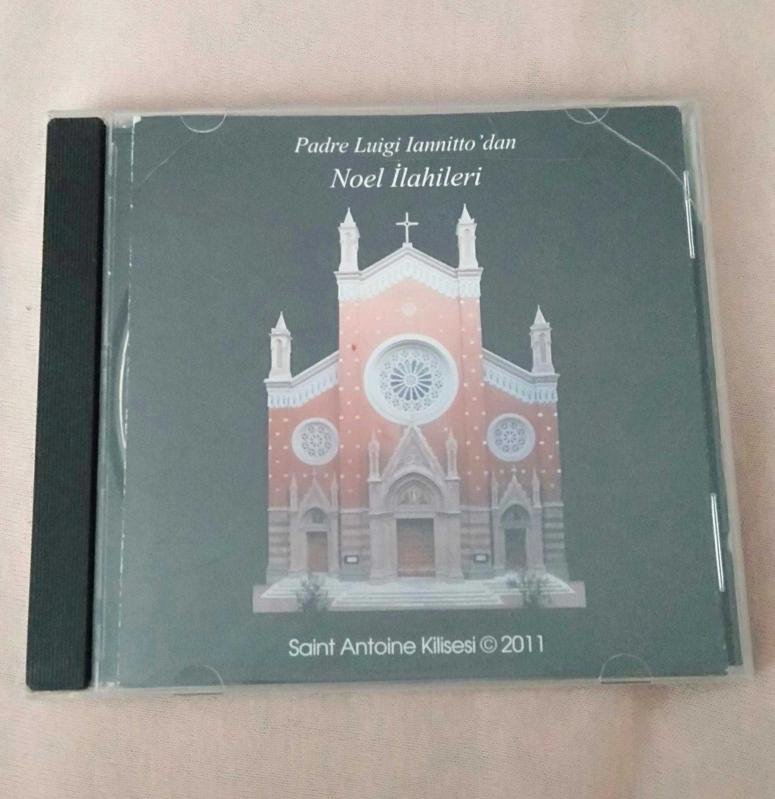 Padre Luigi Iannitto'dan
Noel İlahileri
Saint Antoine Kilisesi © 2011